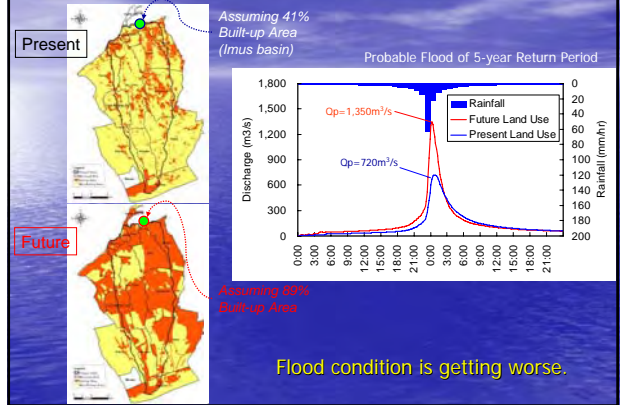 Present
Assuming 41%
Built-up Area
(Imus basin)
Probable Flood of 5-year Return Period
Discharge (m3/s)
1,800
1,500
1,200
900
600
300
0
Qp=1,350m³/s
Qp=720m³/s
Rainfall
Future Land Use
Present Land Use
0
20
40
60
80
100
120
140
160
180
200
Rainfall (mm/hr)
0:00 3:00 6:00 9:00 12:00 15:00 18:00 21:00 0:00 3:00 6:00 9:00 12:00 15:00 18:00 21:00
Future
Assuming 80%
Built-up Area
Flood condition is getting worse.